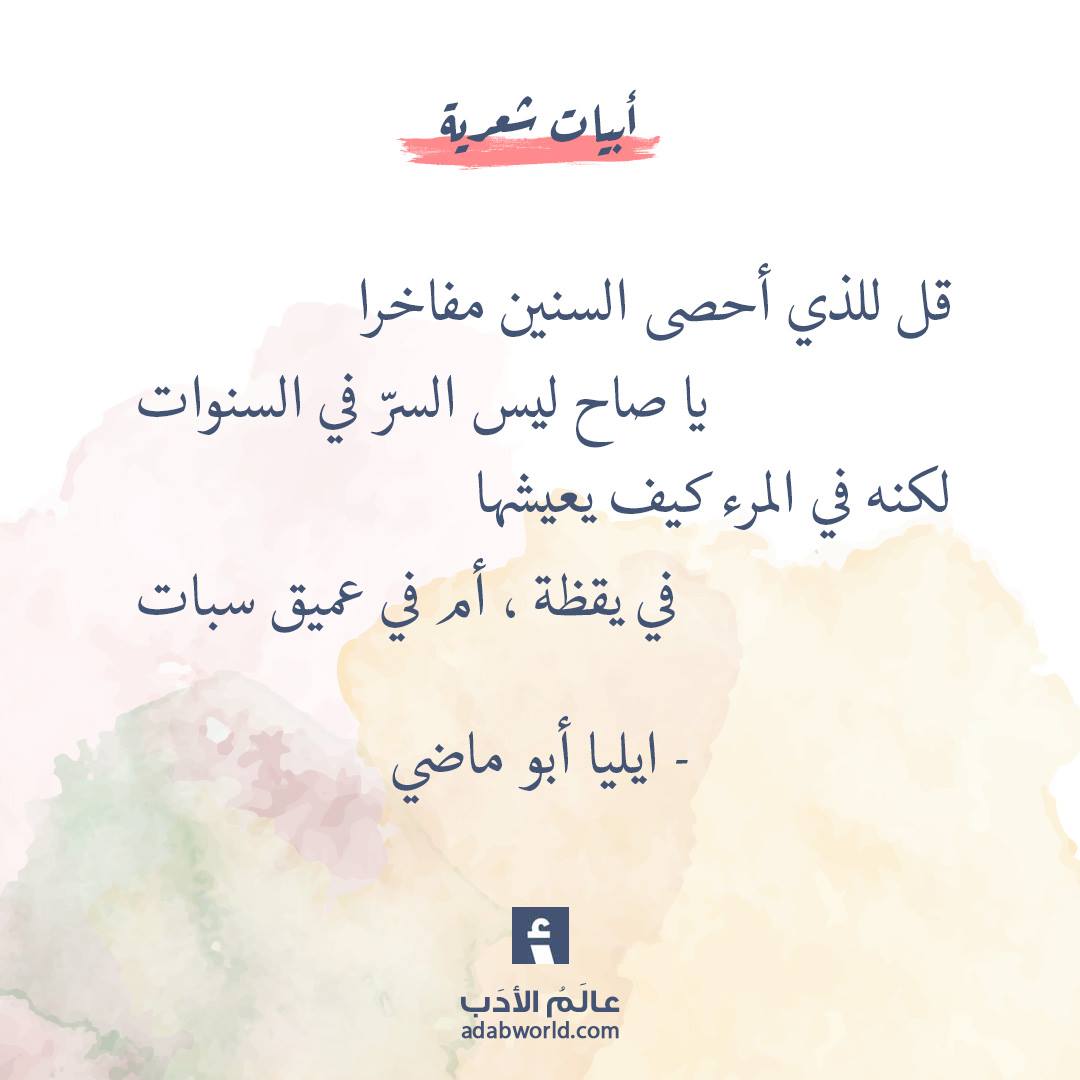 أبيات شعرية
قل للذي أحصى السنين مفاخرا
يا صاح ليس السرّ في السنوات
لكنه في المرء كيف يعيشها
في يقظة ، أم في عميق سبات
- ايليا أبو ماضي
أ
عالَمُ الأدَب
adabworld.com